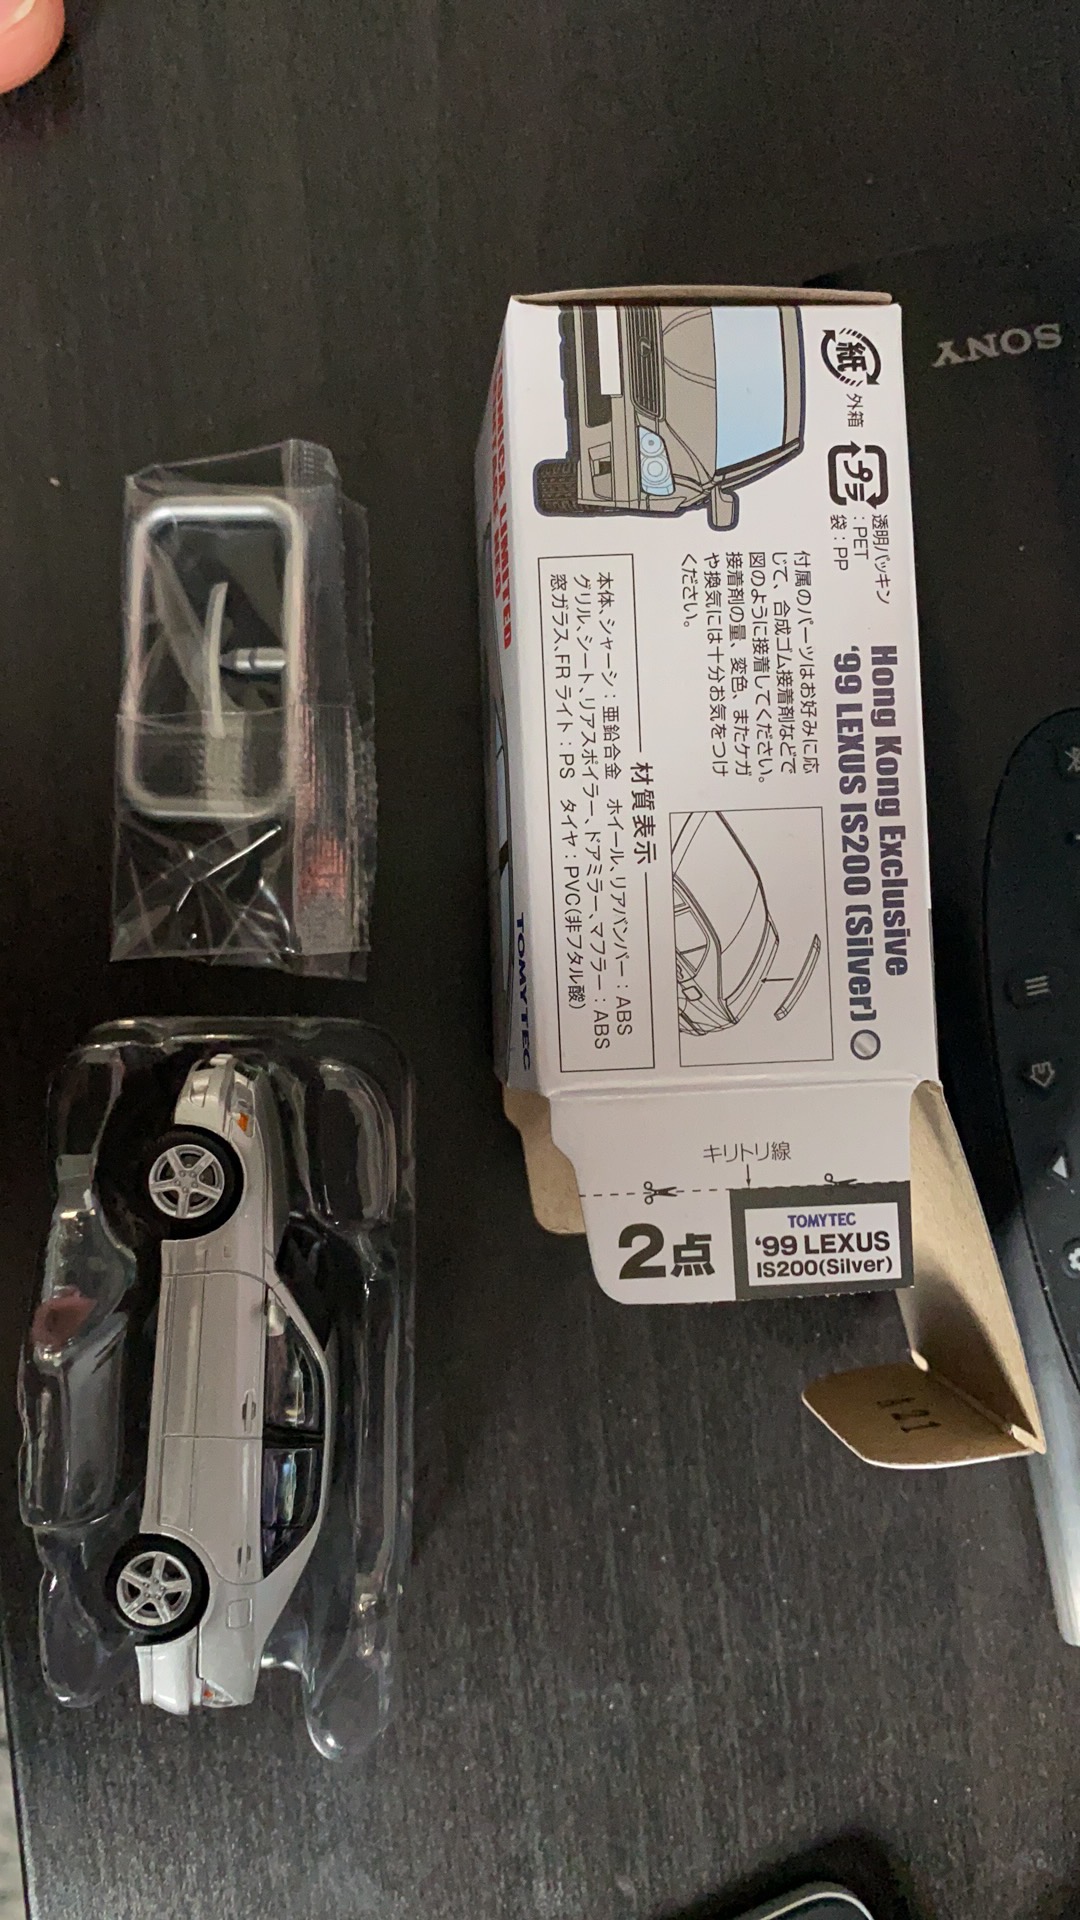 SONY
紙
外箱
プラ
透明パッキン
:PET
袋:PP
Hong Kong Exclusive
'99 LEXUS IS200 (Silver)
付属のパーツはお好みに応
じて、合成ゴム接着剤などで
図のように接着してください。
接着剤の量、変色、またケガ
や換気には十分お気をつけ
ください。
材質表示
本体、シャーシ:亜鉛合金 ホイール、リアバンパー:ABS
グリル、シート、リアスポイラー、ドアミラー、マフラー:ABS
窓ガラス、FRライト:PS タイヤ:PVC(非フタル酸)
TOMICA LIMITED
TOMYTEC
キリトリ線
2点
TOMYTEC
'99 LEXUS
IS200(Silver)